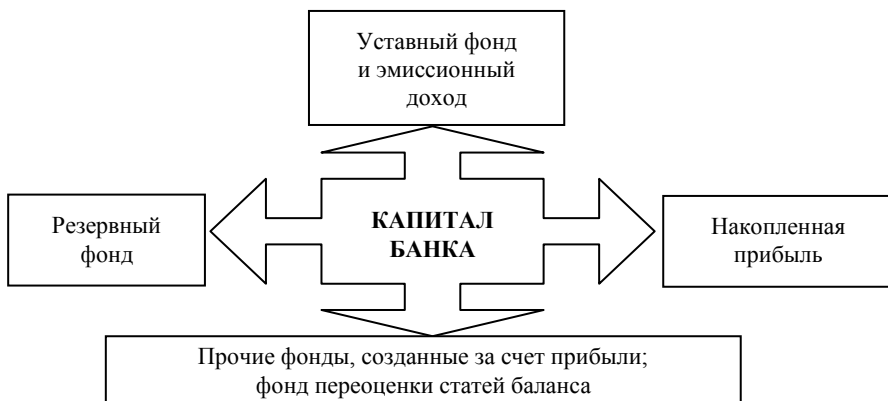 Уставный фонд
и эмиссионный
доход
Резервный
фонд
КАПИТАЛ
БАНКА
Накопленная
прибыль
Прочие фонды, созданные за счет прибыли;
фонд переоценки статей баланса